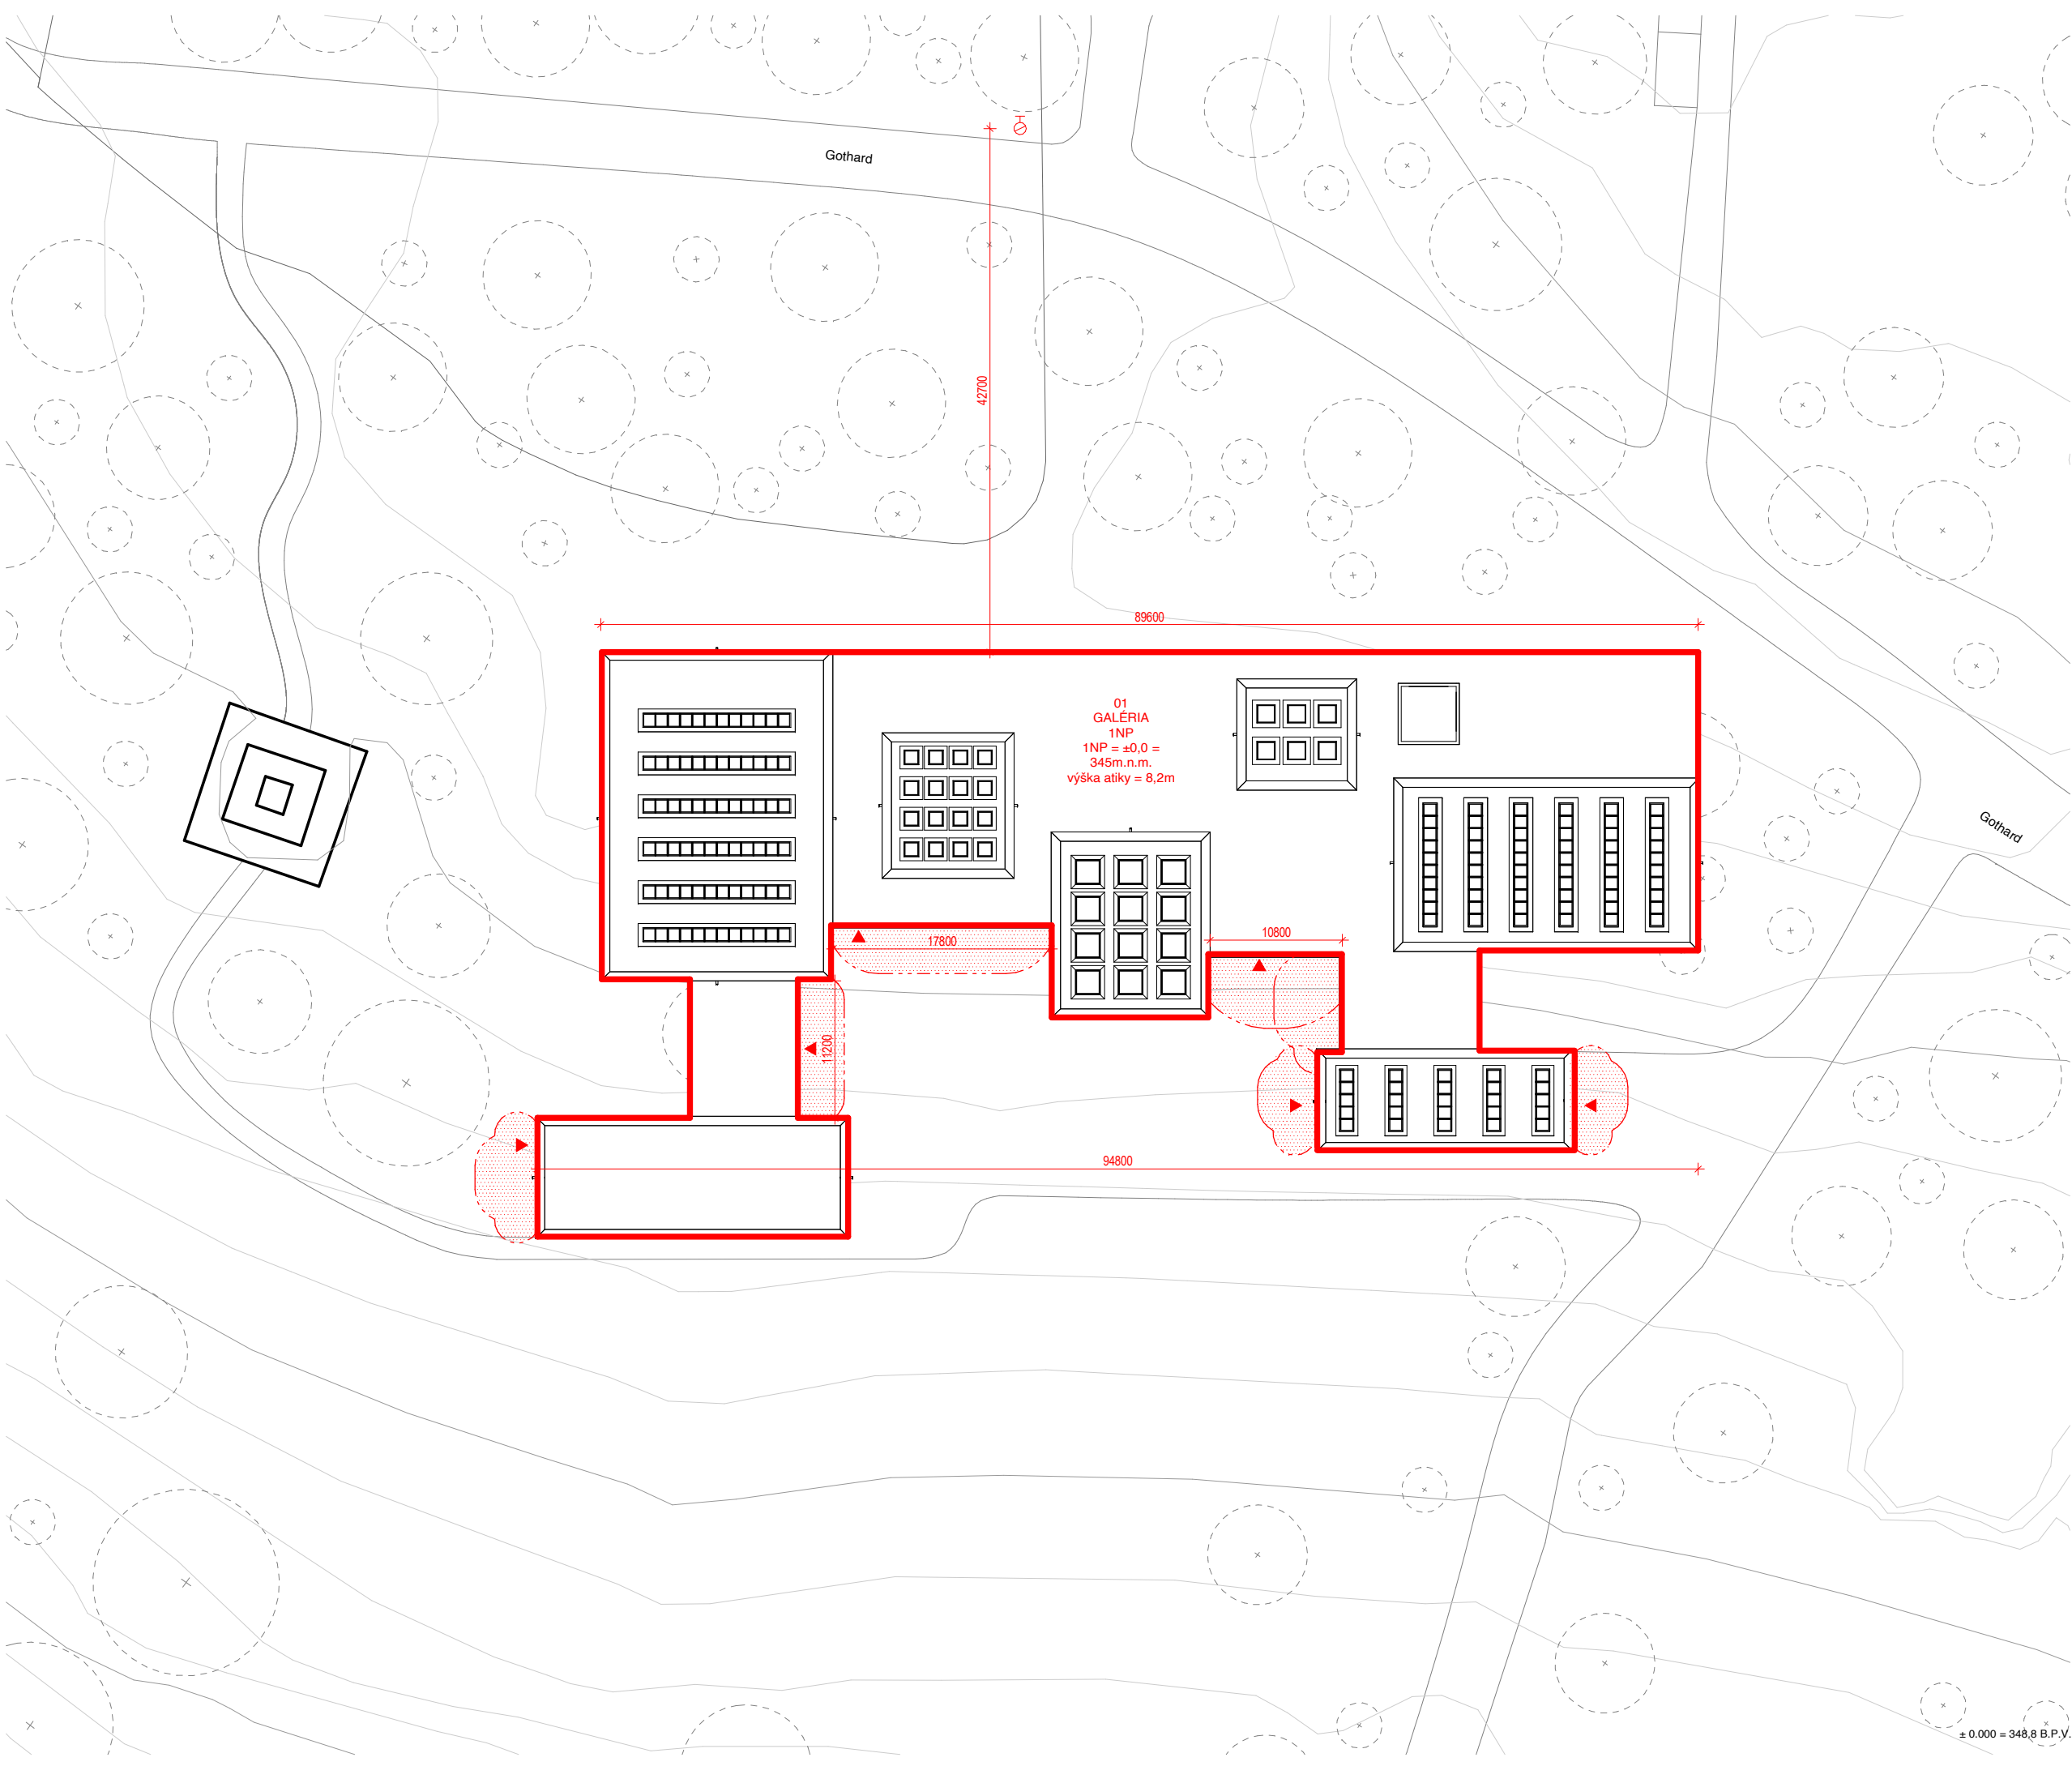 Gothard
42700
89600
01
GALÉRIA
1NP
1NP = ±0,0 =
345m.n.m.
výška atiky = 8,2m
Gothard
17800
10800
11200
94800
± 0.000 = 348,8 B.P.V.